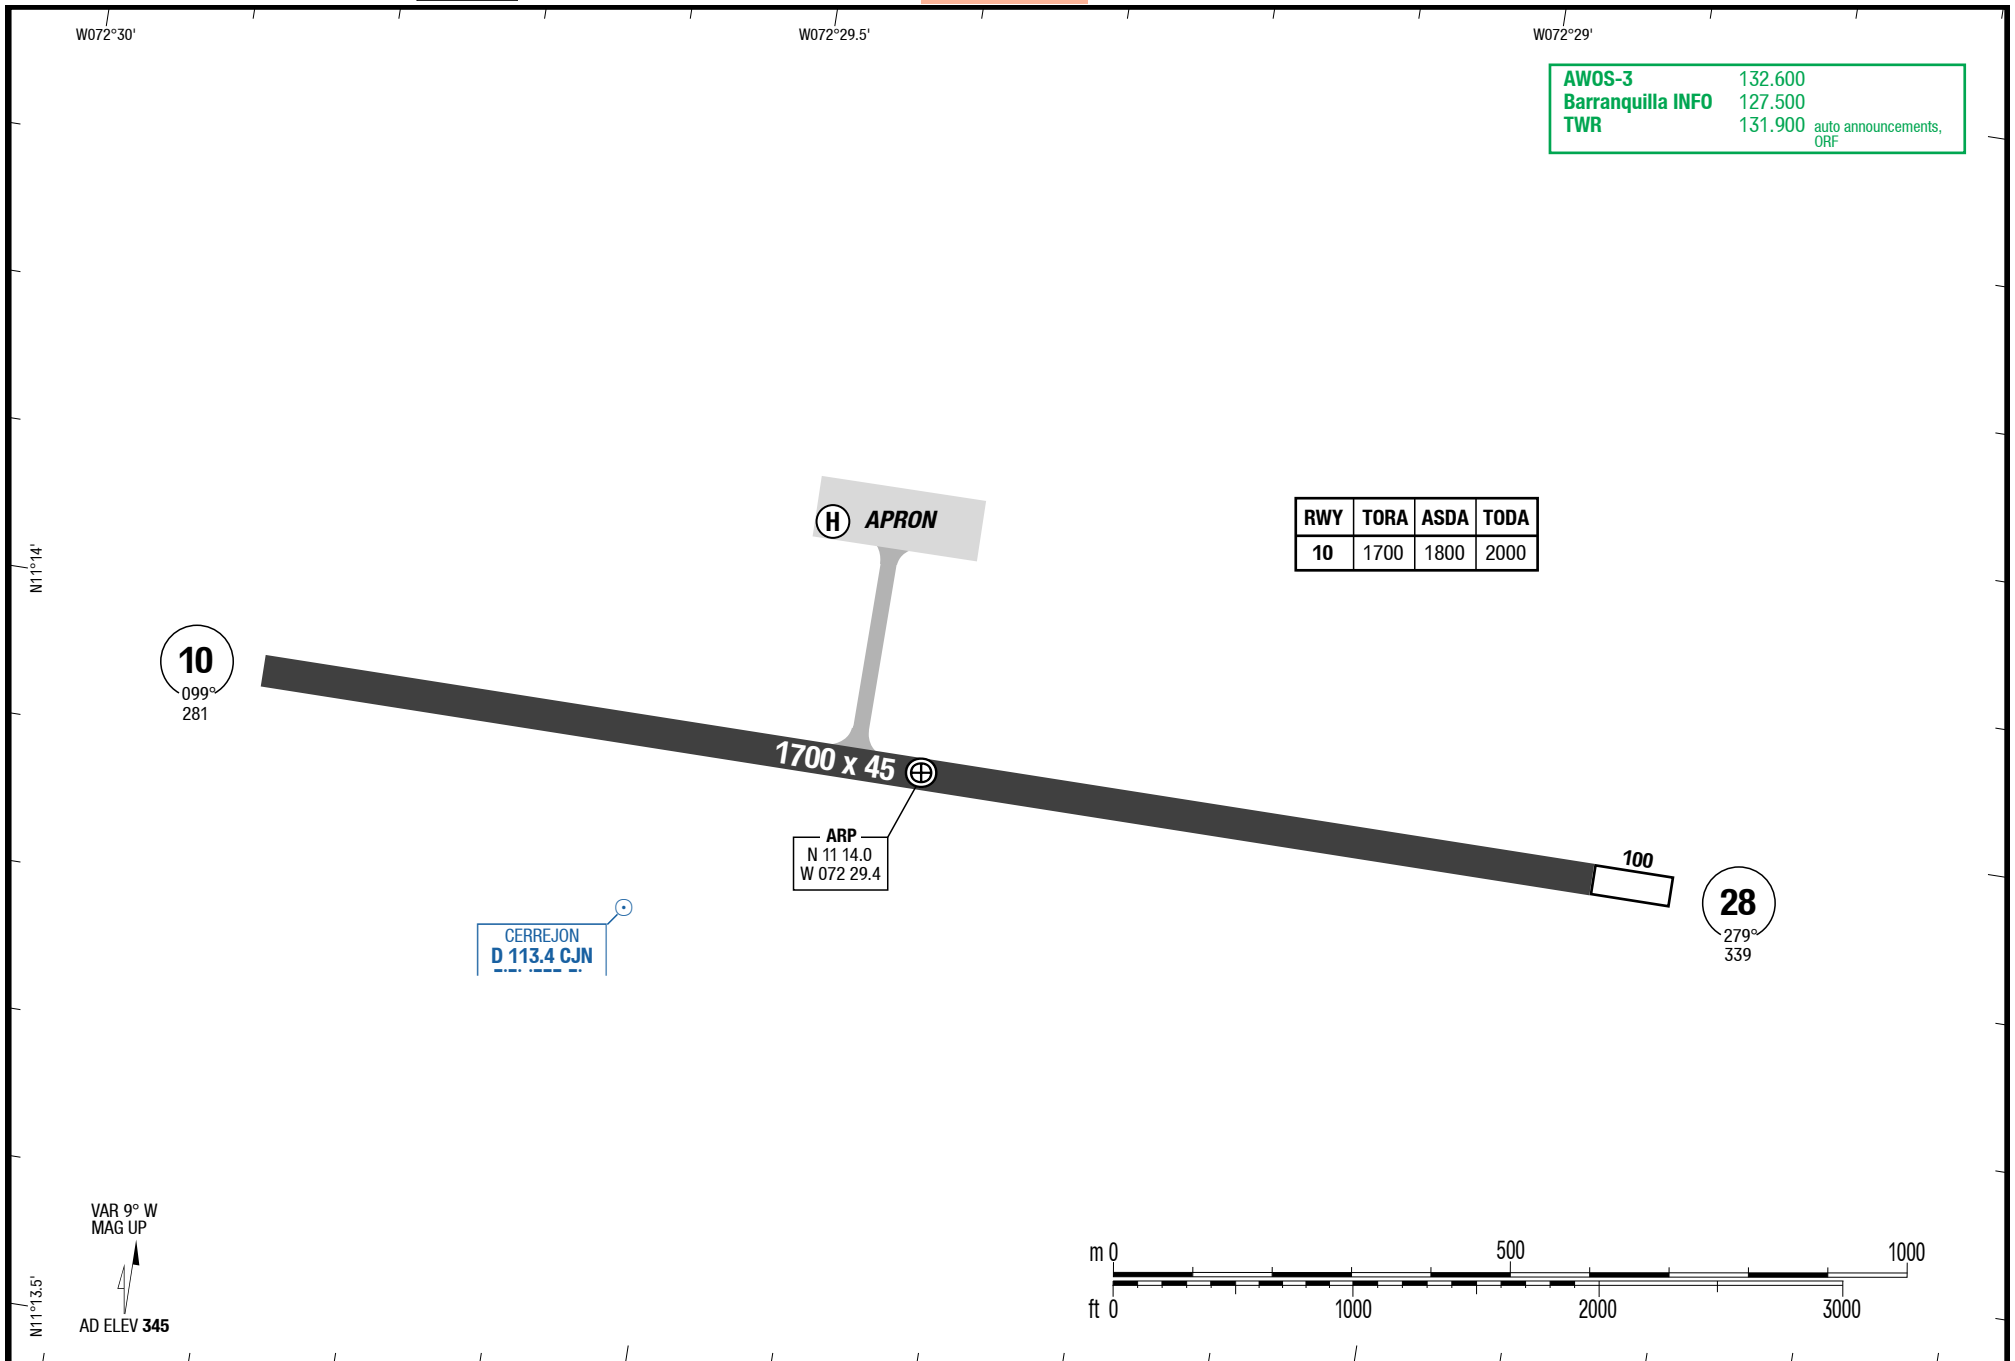 W072°30'
W072°29.5'
W072°29'
AWOS-3 132.600
Barranquilla INFO 127.500
TWR 131.900 auto announcements,
ORF
H APRON
RWY TORA ASDA TODA
10 1700 1800 2000
N11°14'
10
099°
281
1700 x 45
ARP
N 11 14.0
W 072 29.4
100
28
279°
339
CERREJON
D 113.4 CJN
VAR 9° W
MAG UP
AD ELEV 345
N11°13.5'
m 0 500 1000
ft 0 1000 2000 3000